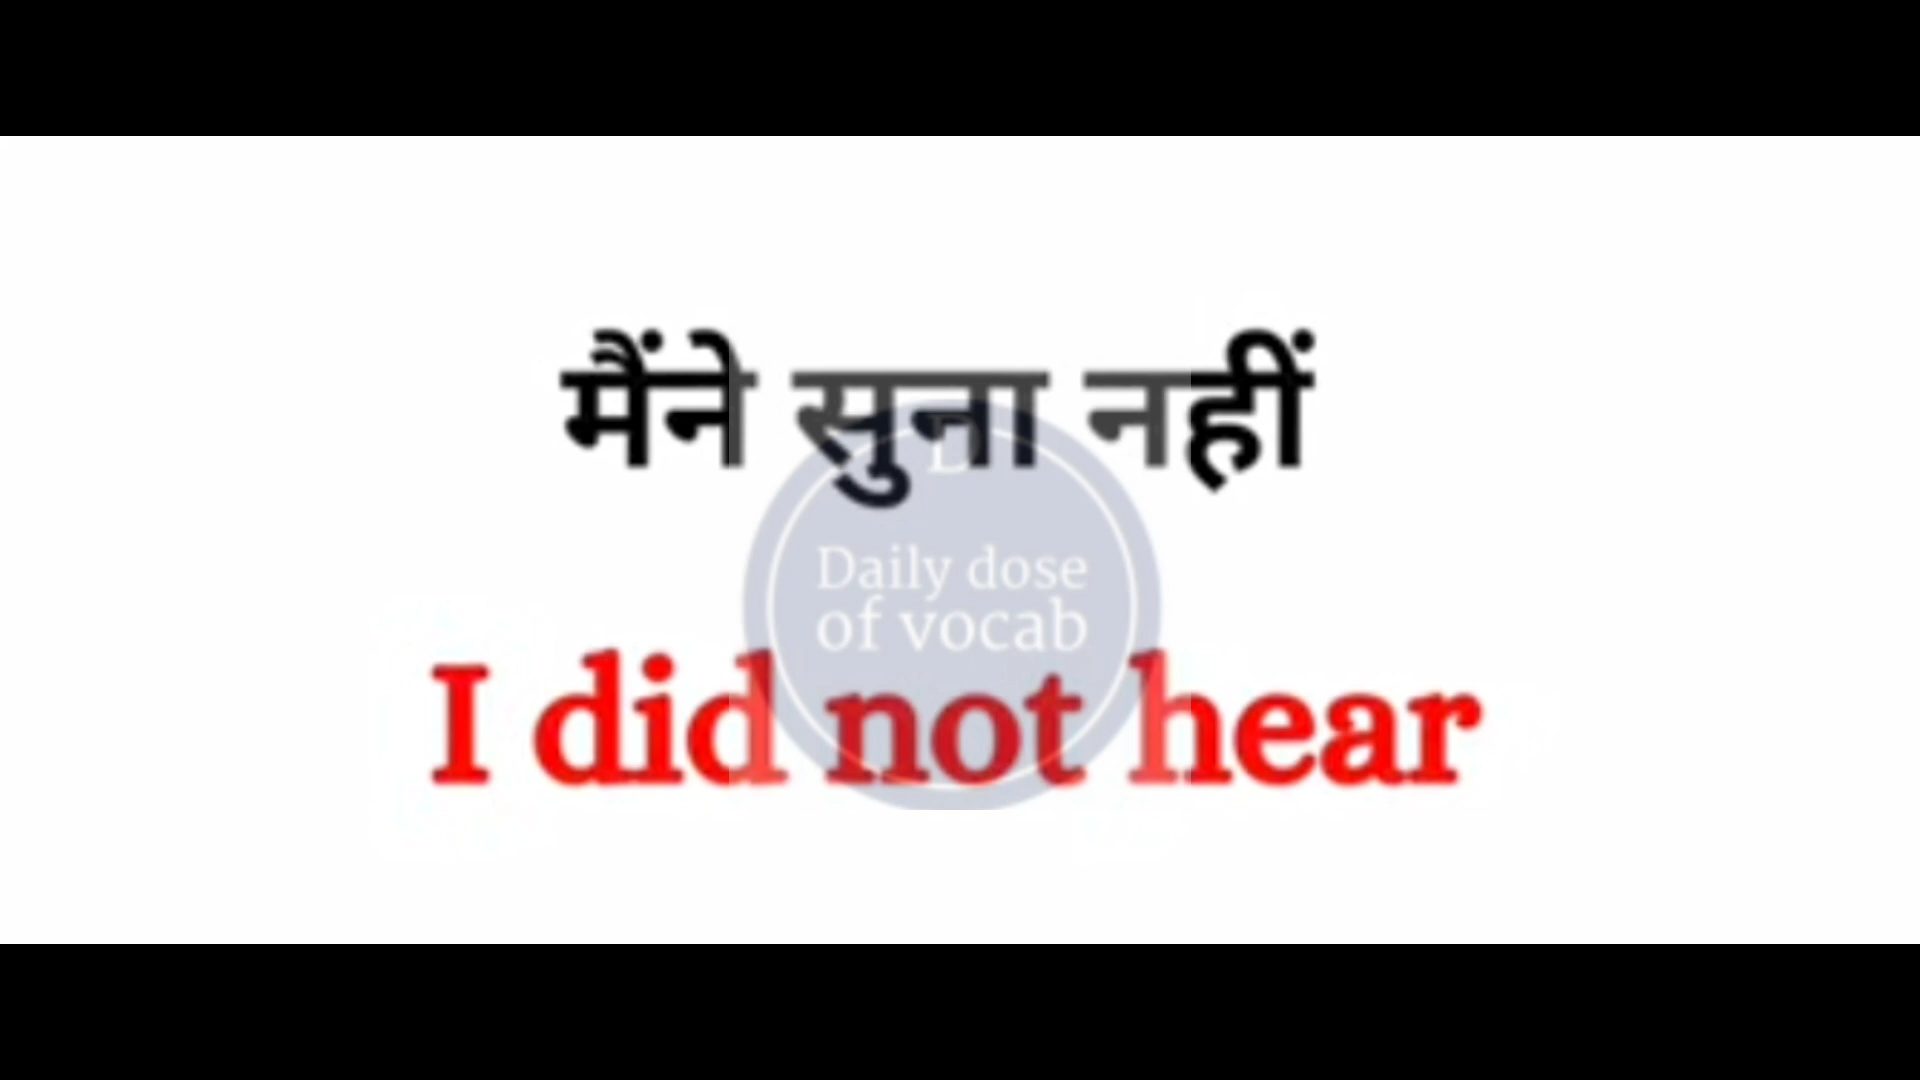 मैंने सुना नहीं
D
Daily dose
of vocab
I did not hear